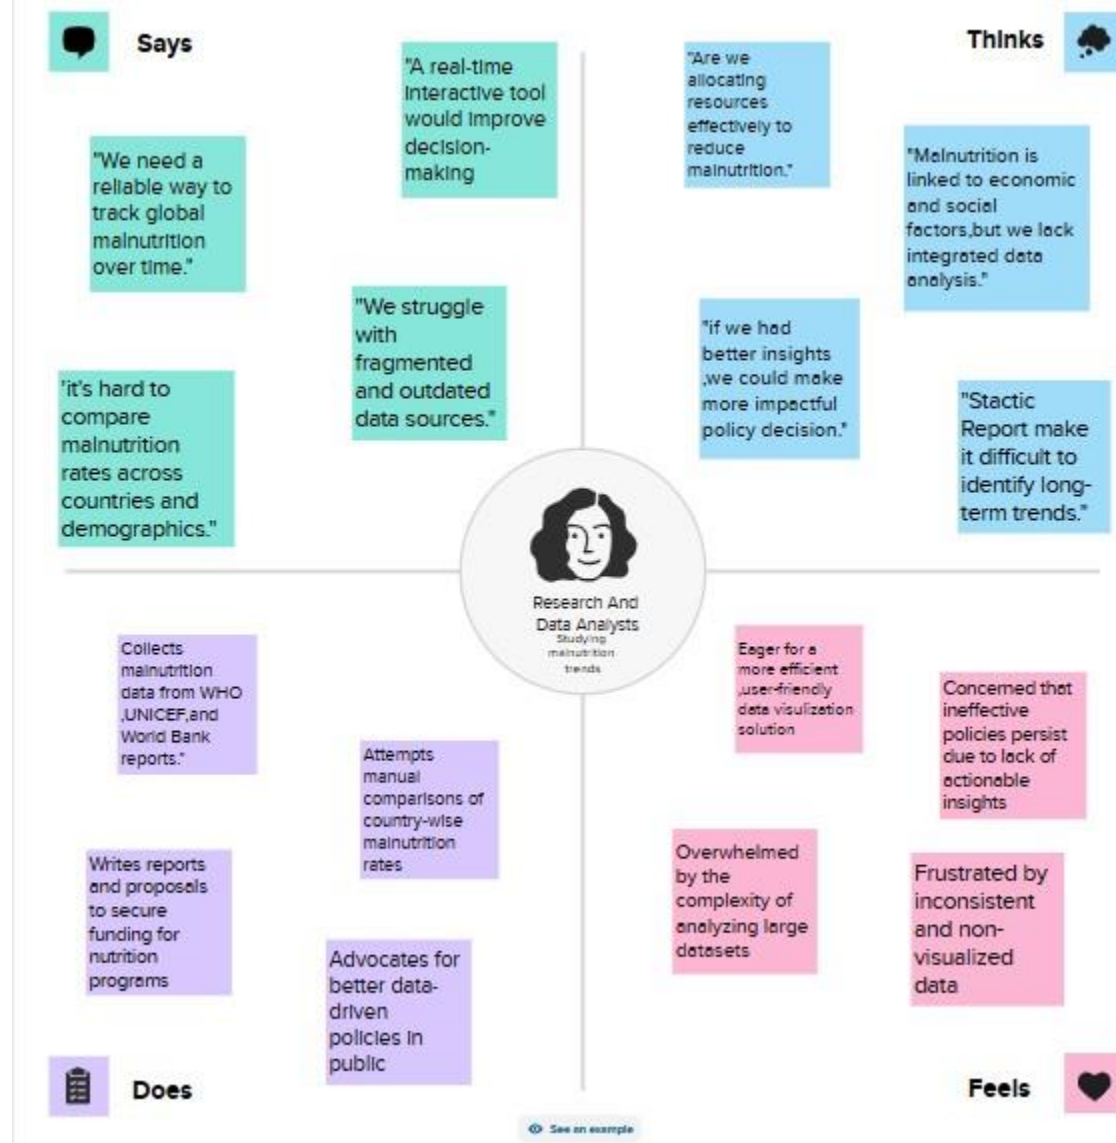 Says
"A real-time
interactive tool
would improve
decision-
making
"We need a
reliable way to
track global
malnutrition
over time."
"We struggle
with
fragmented
and outdated
data sources."
'it's hard to
compare
malnutrition
rates across
countries and
demographics."
Thinks
"Are we
allocating
resources
effectively to
reduce
malnutrition."
"Malnutrition is
linked to economic
and social
factors,but we lack
integrated data
analysis."
"if we had
better insights
,we could make
more impactful
policy decision."
"Stactic
Report make
it difficult to
identify long-
term trends."
Research And
Data Analysts
Studying
malnutrition
trends
Collects
malnutrition
data from WHO
,UNICEF,and
World Bank
reports."
Attempts
manual
comparisons of
country-wise
malnutrition
rates
Writes reports
and proposals
to secure
funding for
nutrition
programs
Advocates for
better data-
driven
policies in
public
Does
Eager for a
more efficient
,user-friendly
data visulization
solution
Concerned that
ineffective
policies persist
due to lack of
actionable
insights
Overwhelmed
by the
complexity of
analyzing large
datasets
Frustrated by
inconsistent
and non-
visualized
data
Feels
See an example